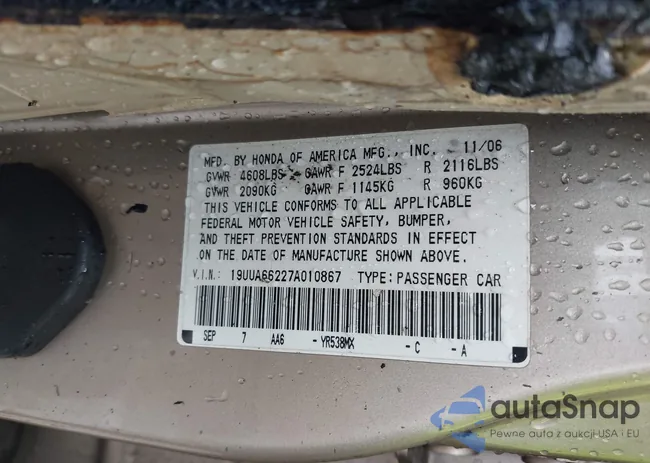 MFD. BY HONDA OF AMERICA MFG., INC. 11/06
GVWR 4608LBS GAWR F 2524LBS R 2116LBS
GVWR 2090KG GAWR F 1145KG R 960KG
THIS VEHICLE CONFORMS TO ALL APPLICABLE
FEDERAL MOTOR VEHICLE SAFETY, BUMPER,
AND THEFT PREVENTION STANDARDS IN EFFECT
ON THE DATE OF MANUFACTURE SHOWN ABOVE.
V.I.N.: 19UUA66227A010867 TYPE: PASSENGER CAR
SEP 7 AA6 -YR538MX -C -A
autaSnap
Pewne auta z aukcji USA i EU